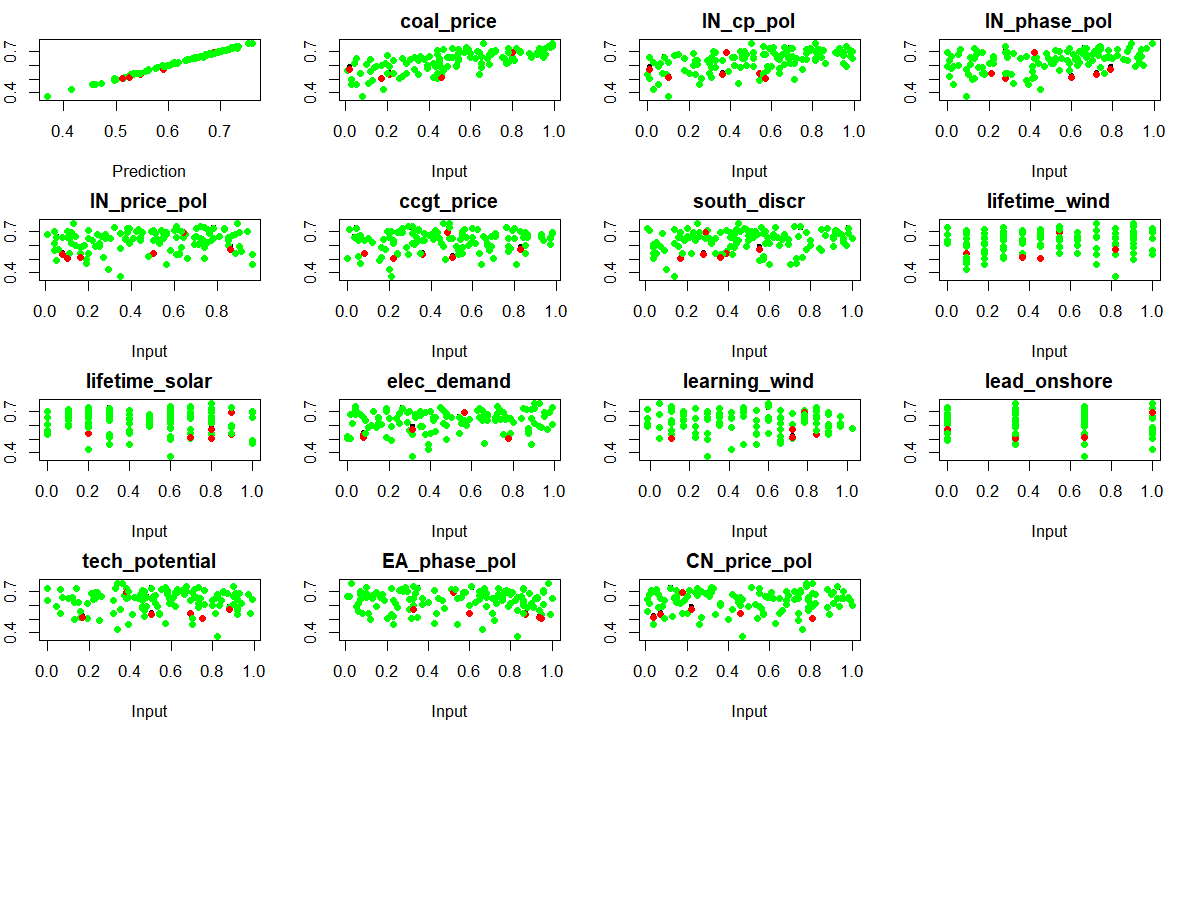 coal_price IN_cp_pol IN_phase_pol
0.4 0.7 0.4 0.7 0.4 0.7 0.4 0.7
0.4 0.5 0.6 0.7 0.0 0.2 0.4 0.6 0.8 1.0 0.0 0.2 0.4 0.6 0.8 1.0 0.0 0.2 0.4 0.6 0.8 1.0
Prediction Input Input Input
IN_price_pol ccgt_price south_discr lifetime_wind
0.4 0.7 0.4 0.7 0.4 0.7 0.4 0.7
0.0 0.2 0.4 0.6 0.8 0.0 0.2 0.4 0.6 0.8 1.0 0.0 0.2 0.4 0.6 0.8 1.0 0.0 0.2 0.4 0.6 0.8 1.0
Input Input Input Input
lifetime_solar elec_demand learning_wind lead_onshore
0.4 0.7 0.4 0.7 0.4 0.7 0.4 0.7
0.0 0.2 0.4 0.6 0.8 1.0 0.0 0.2 0.4 0.6 0.8 1.0 0.0 0.2 0.4 0.6 0.8 1.0 0.0 0.2 0.4 0.6 0.8 1.0
Input Input Input Input
tech_potential EA_phase_pol CN_price_pol
0.4 0.7 0.4 0.7 0.4 0.7
0.0 0.2 0.4 0.6 0.8 1.0 0.0 0.2 0.4 0.6 0.8 1.0 0.0 0.2 0.4 0.6 0.8 1.0
Input Input Input